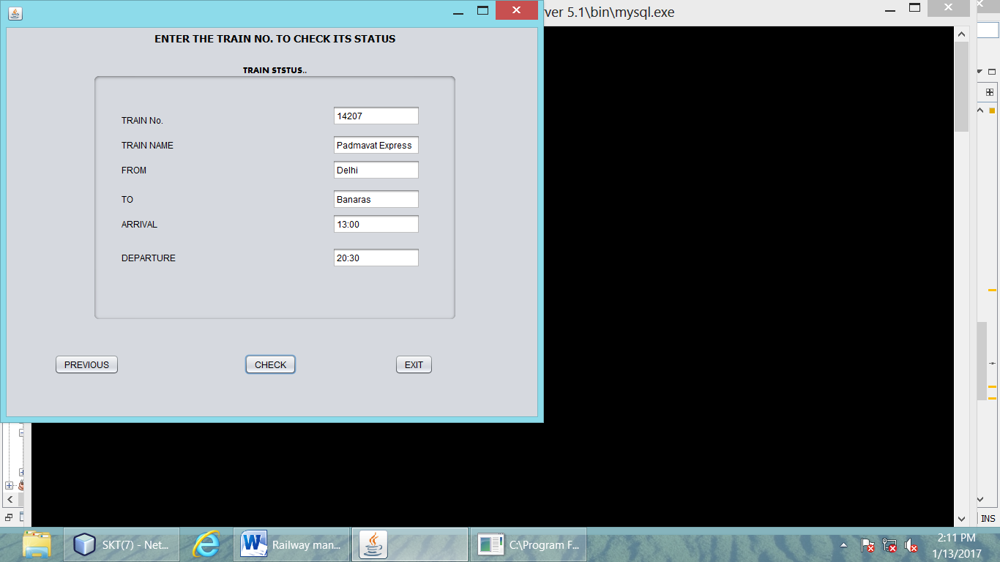 ver 5.1\bin\mysql.exe
ENTER THE TRAIN NO. TO CHECK ITS STATUS
TRAIN STSTUS..
TRAIN No. 14207
TRAIN NAME Padmavat Express
FROM Delhi
TO Banaras
ARRIVAL 13:00
DEPARTURE 20:30
PREVIOUS CHECK EXIT
INS
SKT(7) - Net... Railway man... C:\Program F... 2:11 PM
1/13/2017